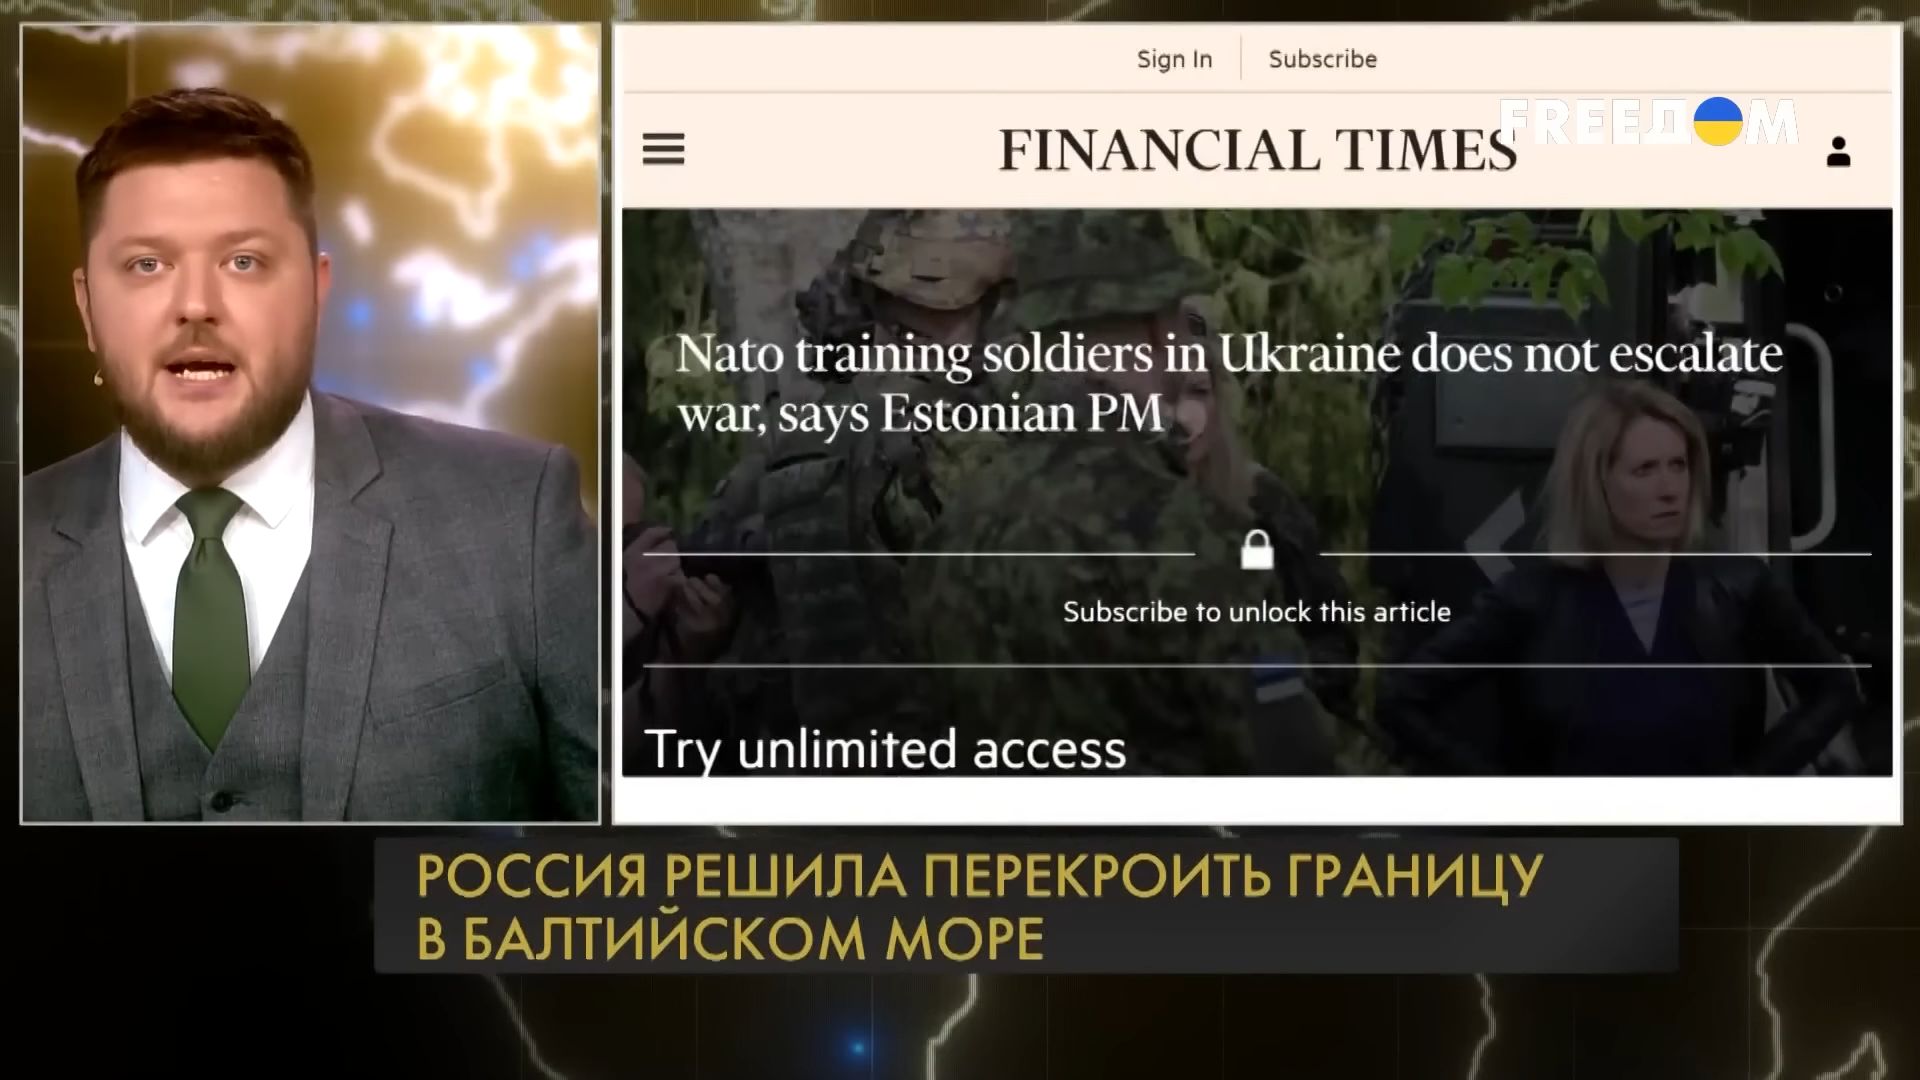 Sign In
Subscribe
FREEДOM
FINANCIAL TIMES
Nato training soldiers in Ukraine does not escalate
war, says Estonian PM
Subscribe to unlock this article
Try unlimited access
РОССИЯ РЕШИЛА ПЕРЕКРОИТЬ ГРАНИЦУ
В БАЛТИЙСКОМ МОРЕ